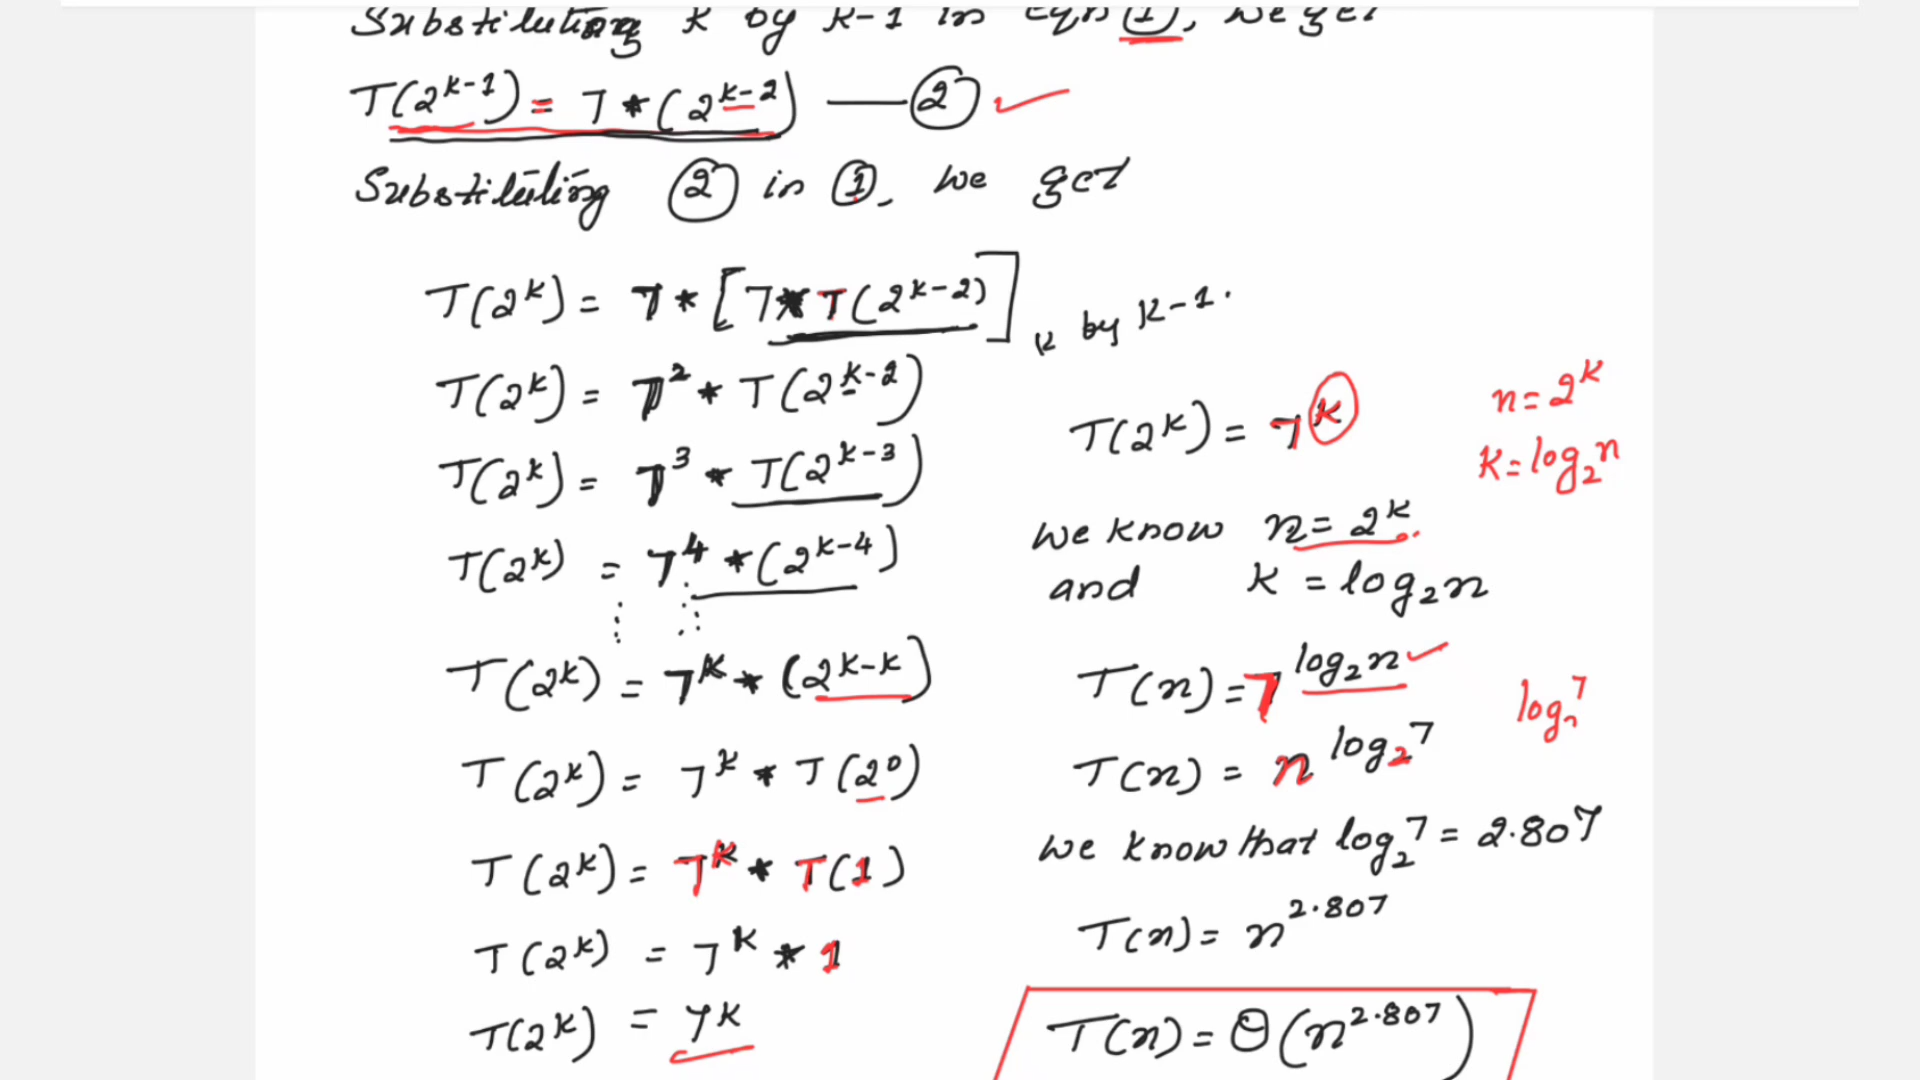 Substituting K by K-1 in Eqn (1), we get
T(2^{k-1}) = 7 * (2^{k-2}) — 2
Substituting 2 in 1, we get
T(2^k) = 7 * [7 * T(2^{k-2})]
K by K-1.
T(2^k) = 7^2 * T(2^{k-2})
T(2^k) = 7^3 * T(2^{k-3})
T(2^k) = 7^4 * (2^{k-4})
T(2^k) = 7^k * (2^{k-k})
T(2^k) = 7^k * T(2^0)
T(2^k) = 7^k * T(1)
T(2^k) = 7^k * 1
T(2^k) = 7^k
T(2^k) = 7^k
n = 2^k
K = log_2 n
we know n = 2^k
and K = log_2 n
T(n) = 7^{log_2 n}
T(n) = n^{log_2 7}
log_2 7
we know that log_2 7 = 2.807
T(n) = n^{2.807}
T(n) = Θ(n^{2.807})